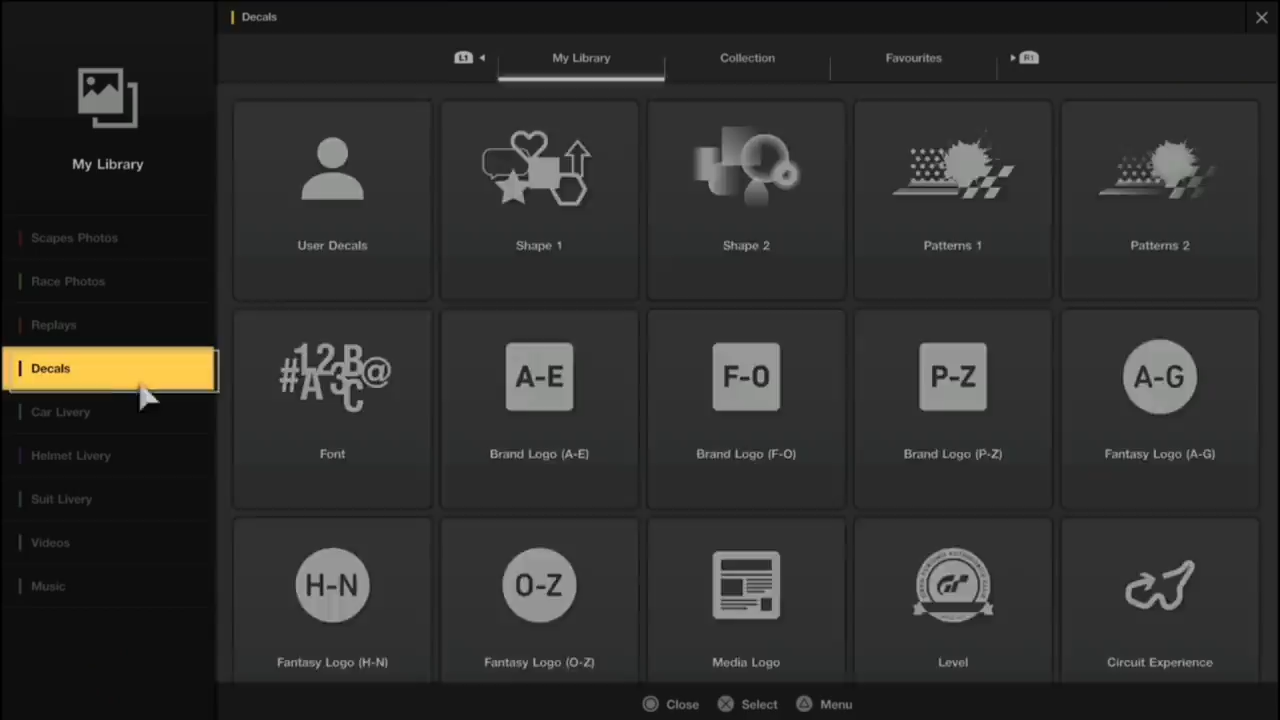 Decals
L1
My Library
Collection
Favourites
R1
My Library
Scapes Photos
Race Photos
Replays
Decals
Car Livery
Helmet Livery
Suit Livery
Videos
Music
User Decals
Shape 1
Shape 2
Patterns 1
Patterns 2
#123B@
A C
A-E
F-O
P-Z
A-G
Font
Brand Logo (A-E)
Brand Logo (F-O)
Brand Logo (P-Z)
Fantasy Logo (A-G)
H-N
O-Z
GT
Fantasy Logo (H-N)
Fantasy Logo (O-Z)
Media Logo
Level
Circuit Experience
Close
Select
Menu